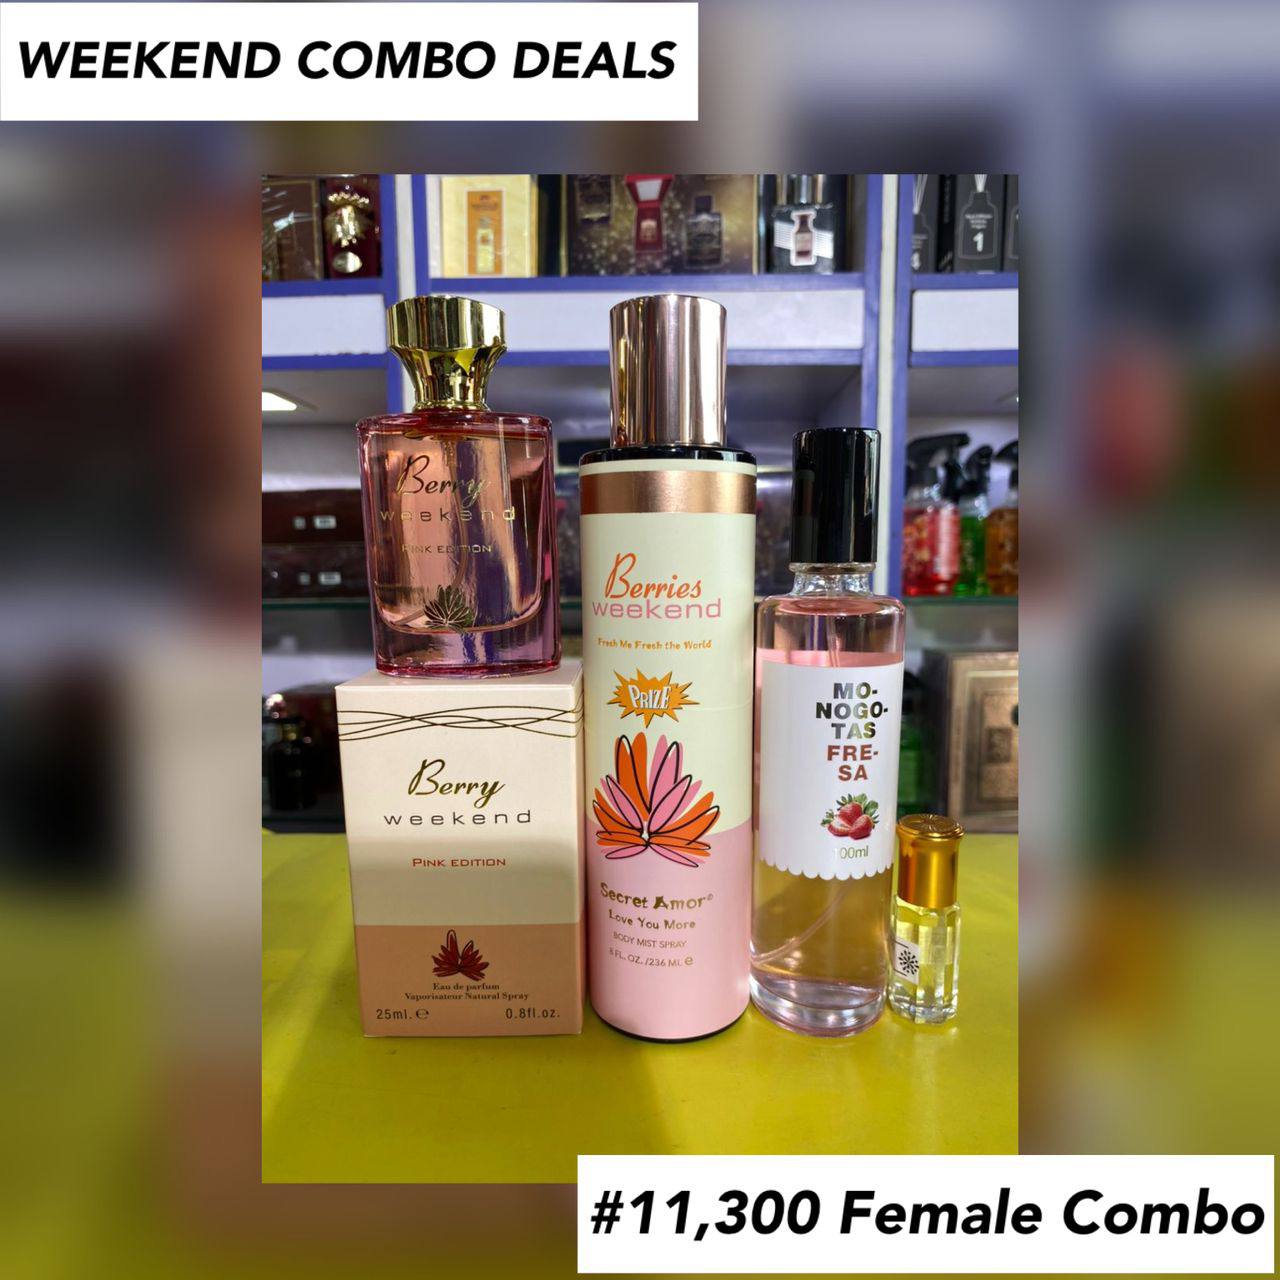 WEEKEND COMBO DEALS
Berry
weekend
PINK EDITION
Berry
weekend
PINK EDITION
Eau de parfum
Vaporisateur Natural Spray
25ml. e 0.8fl.oz.
Berries
weekend
Fresh Me Fresh the World
PRIZE
Secret Amor®
Love You More
BODY MIST SPRAY
8 FL. OZ. /236 ML e
MO-
NOGO-
TAS
FRE-
SA
100ml
1
4
#11,300 Female Combo